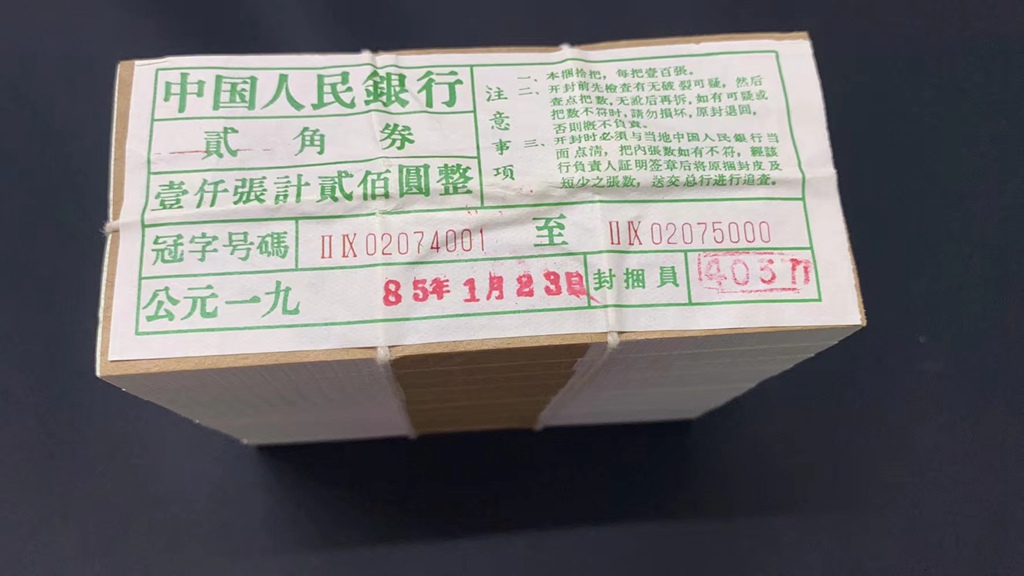 中国人民銀行
貳角券
壹仟張計貳佰圓整
冠字号碼 ⅡⅨ02074001 至 ⅡⅨ02075000
公元一九 85年1月23日 封捆員
注意事項
一、本捆拾把，每把壹百張。
二、开封前先檢查有无破裂可疑，然后
查点把数，无訛后再拆，如有可疑或
把数不符时，請勿損坏，原封退回，
否則槪不負責。
三、开封时必須与当地中国人民銀行当
面点清，把內張数如有不符，經該
行負責人証明签章后将原捆封皮及
短少之張数，送交总行进行追查。